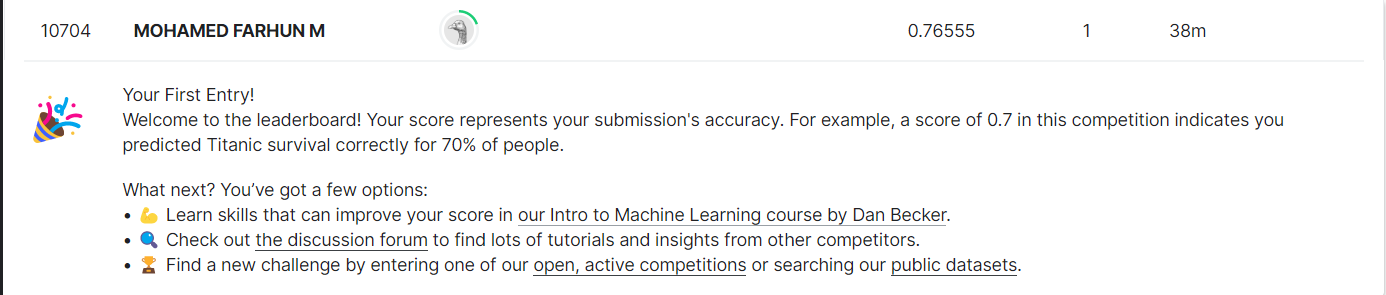 10704 MOHAMED FARHUN M 0.76555 1 38m
Your First Entry!
Welcome to the leaderboard! Your score represents your submission's accuracy. For example, a score of 0.7 in this competition indicates you
predicted Titanic survival correctly for 70% of people.
What next? You’ve got a few options:
• 💪 Learn skills that can improve your score in our Intro to Machine Learning course by Dan Becker.
• 🔍 Check out the discussion forum to find lots of tutorials and insights from other competitors.
• 🏆 Find a new challenge by entering one of our open, active competitions or searching our public datasets.